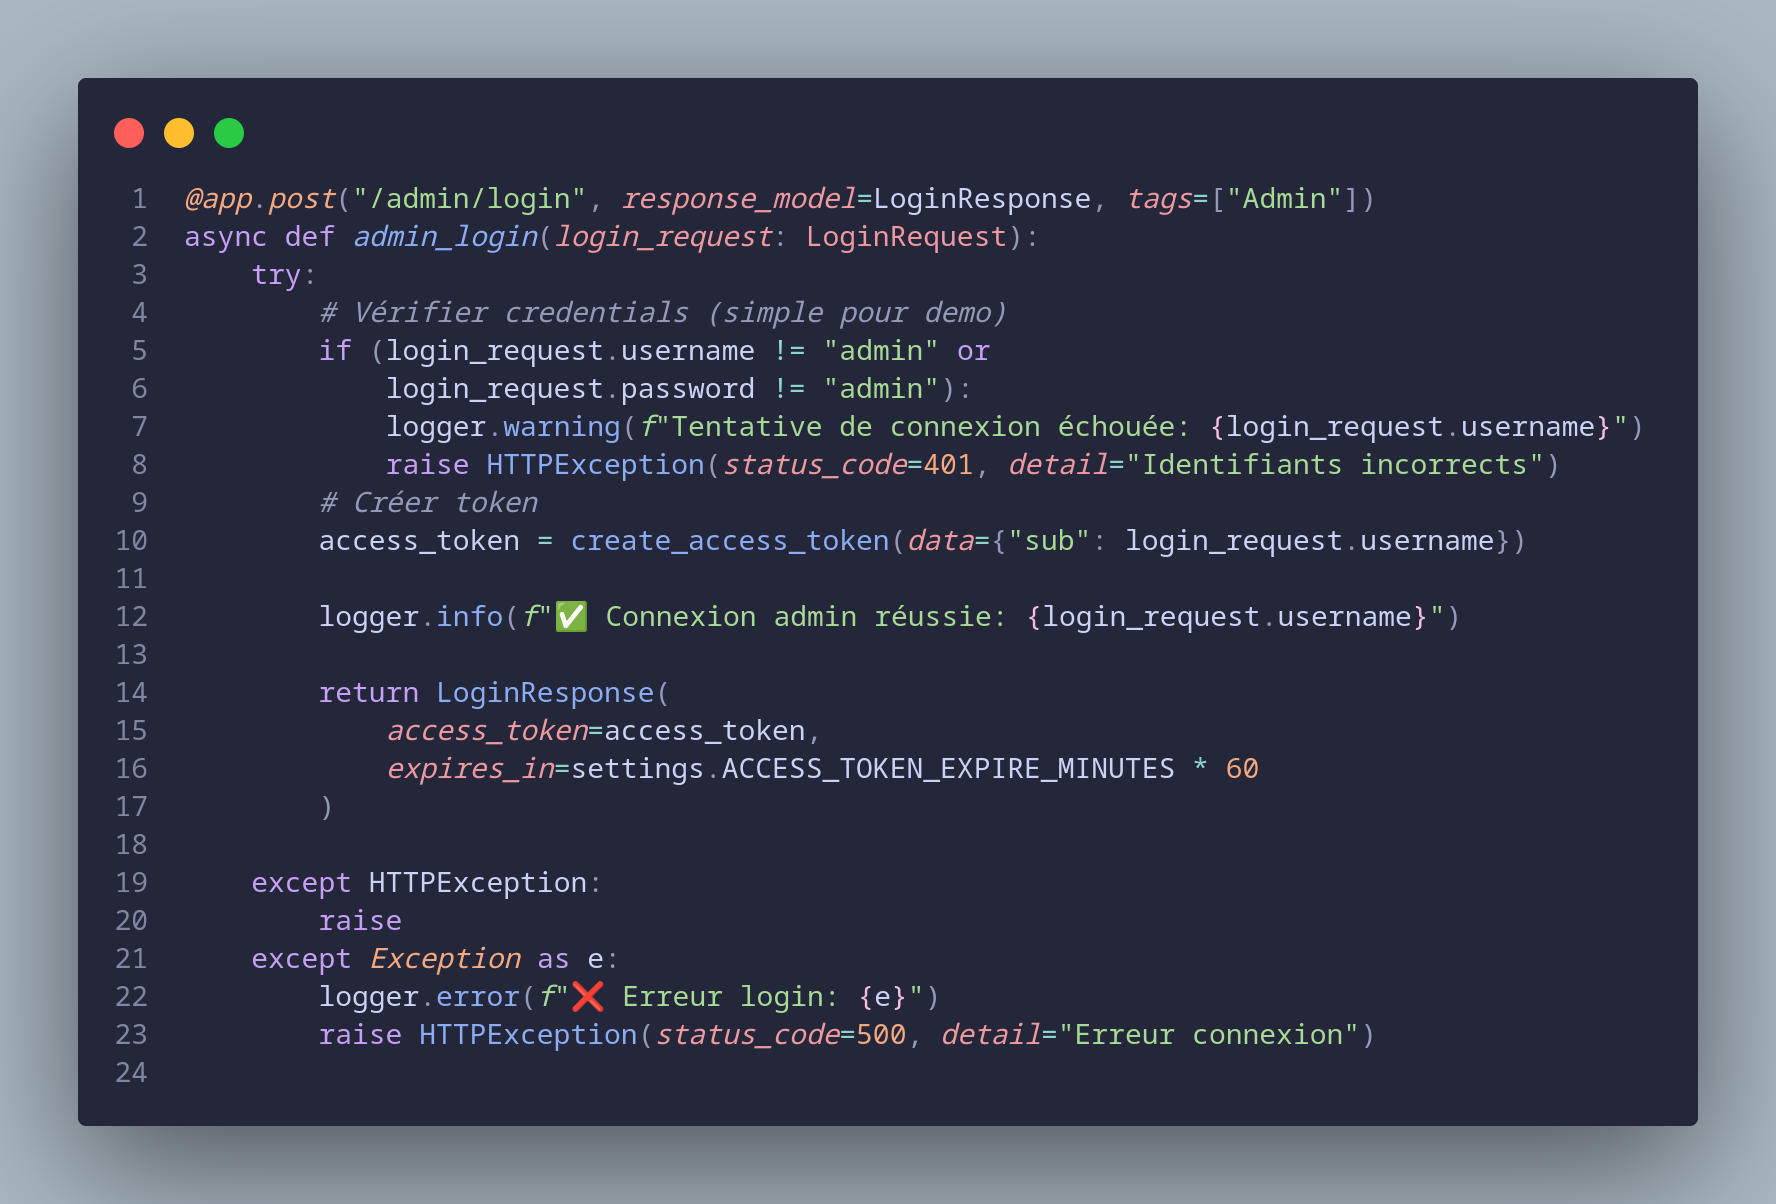 1 @app.post("/admin/login", response_model=LoginResponse, tags=["Admin"])
2 async def admin_login(login_request: LoginRequest):
3     try:
4         # Vérifier credentials (simple pour demo)
5         if (login_request.username != "admin" or
6             login_request.password != "admin"):
7             logger.warning(f"Tentative de connexion échouée: {login_request.username}")
8             raise HTTPException(status_code=401, detail="Identifiants incorrects")
9         # Créer token
10         access_token = create_access_token(data={"sub": login_request.username})
11
12         logger.info(f"✅ Connexion admin réussie: {login_request.username}")
13
14         return LoginResponse(
15             access_token=access_token,
16             expires_in=settings.ACCESS_TOKEN_EXPIRE_MINUTES * 60
17         )
18
19     except HTTPException:
20         raise
21     except Exception as e:
22         logger.error(f"❌ Erreur login: {e}")
23         raise HTTPException(status_code=500, detail="Erreur connexion")
24